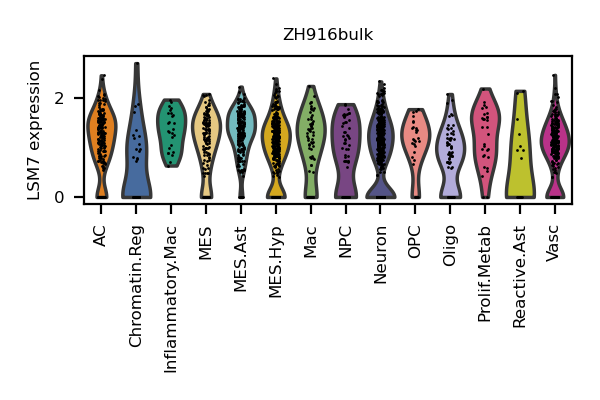 ZH916bulk
LSM7 expression
2
0
AC
Chromatin.Reg
Inflammatory.Mac
MES
MES.Ast
MES.Hyp
Mac
NPC
Neuron
OPC
Oligo
Prolif.Metab
Reactive.Ast
Vasc